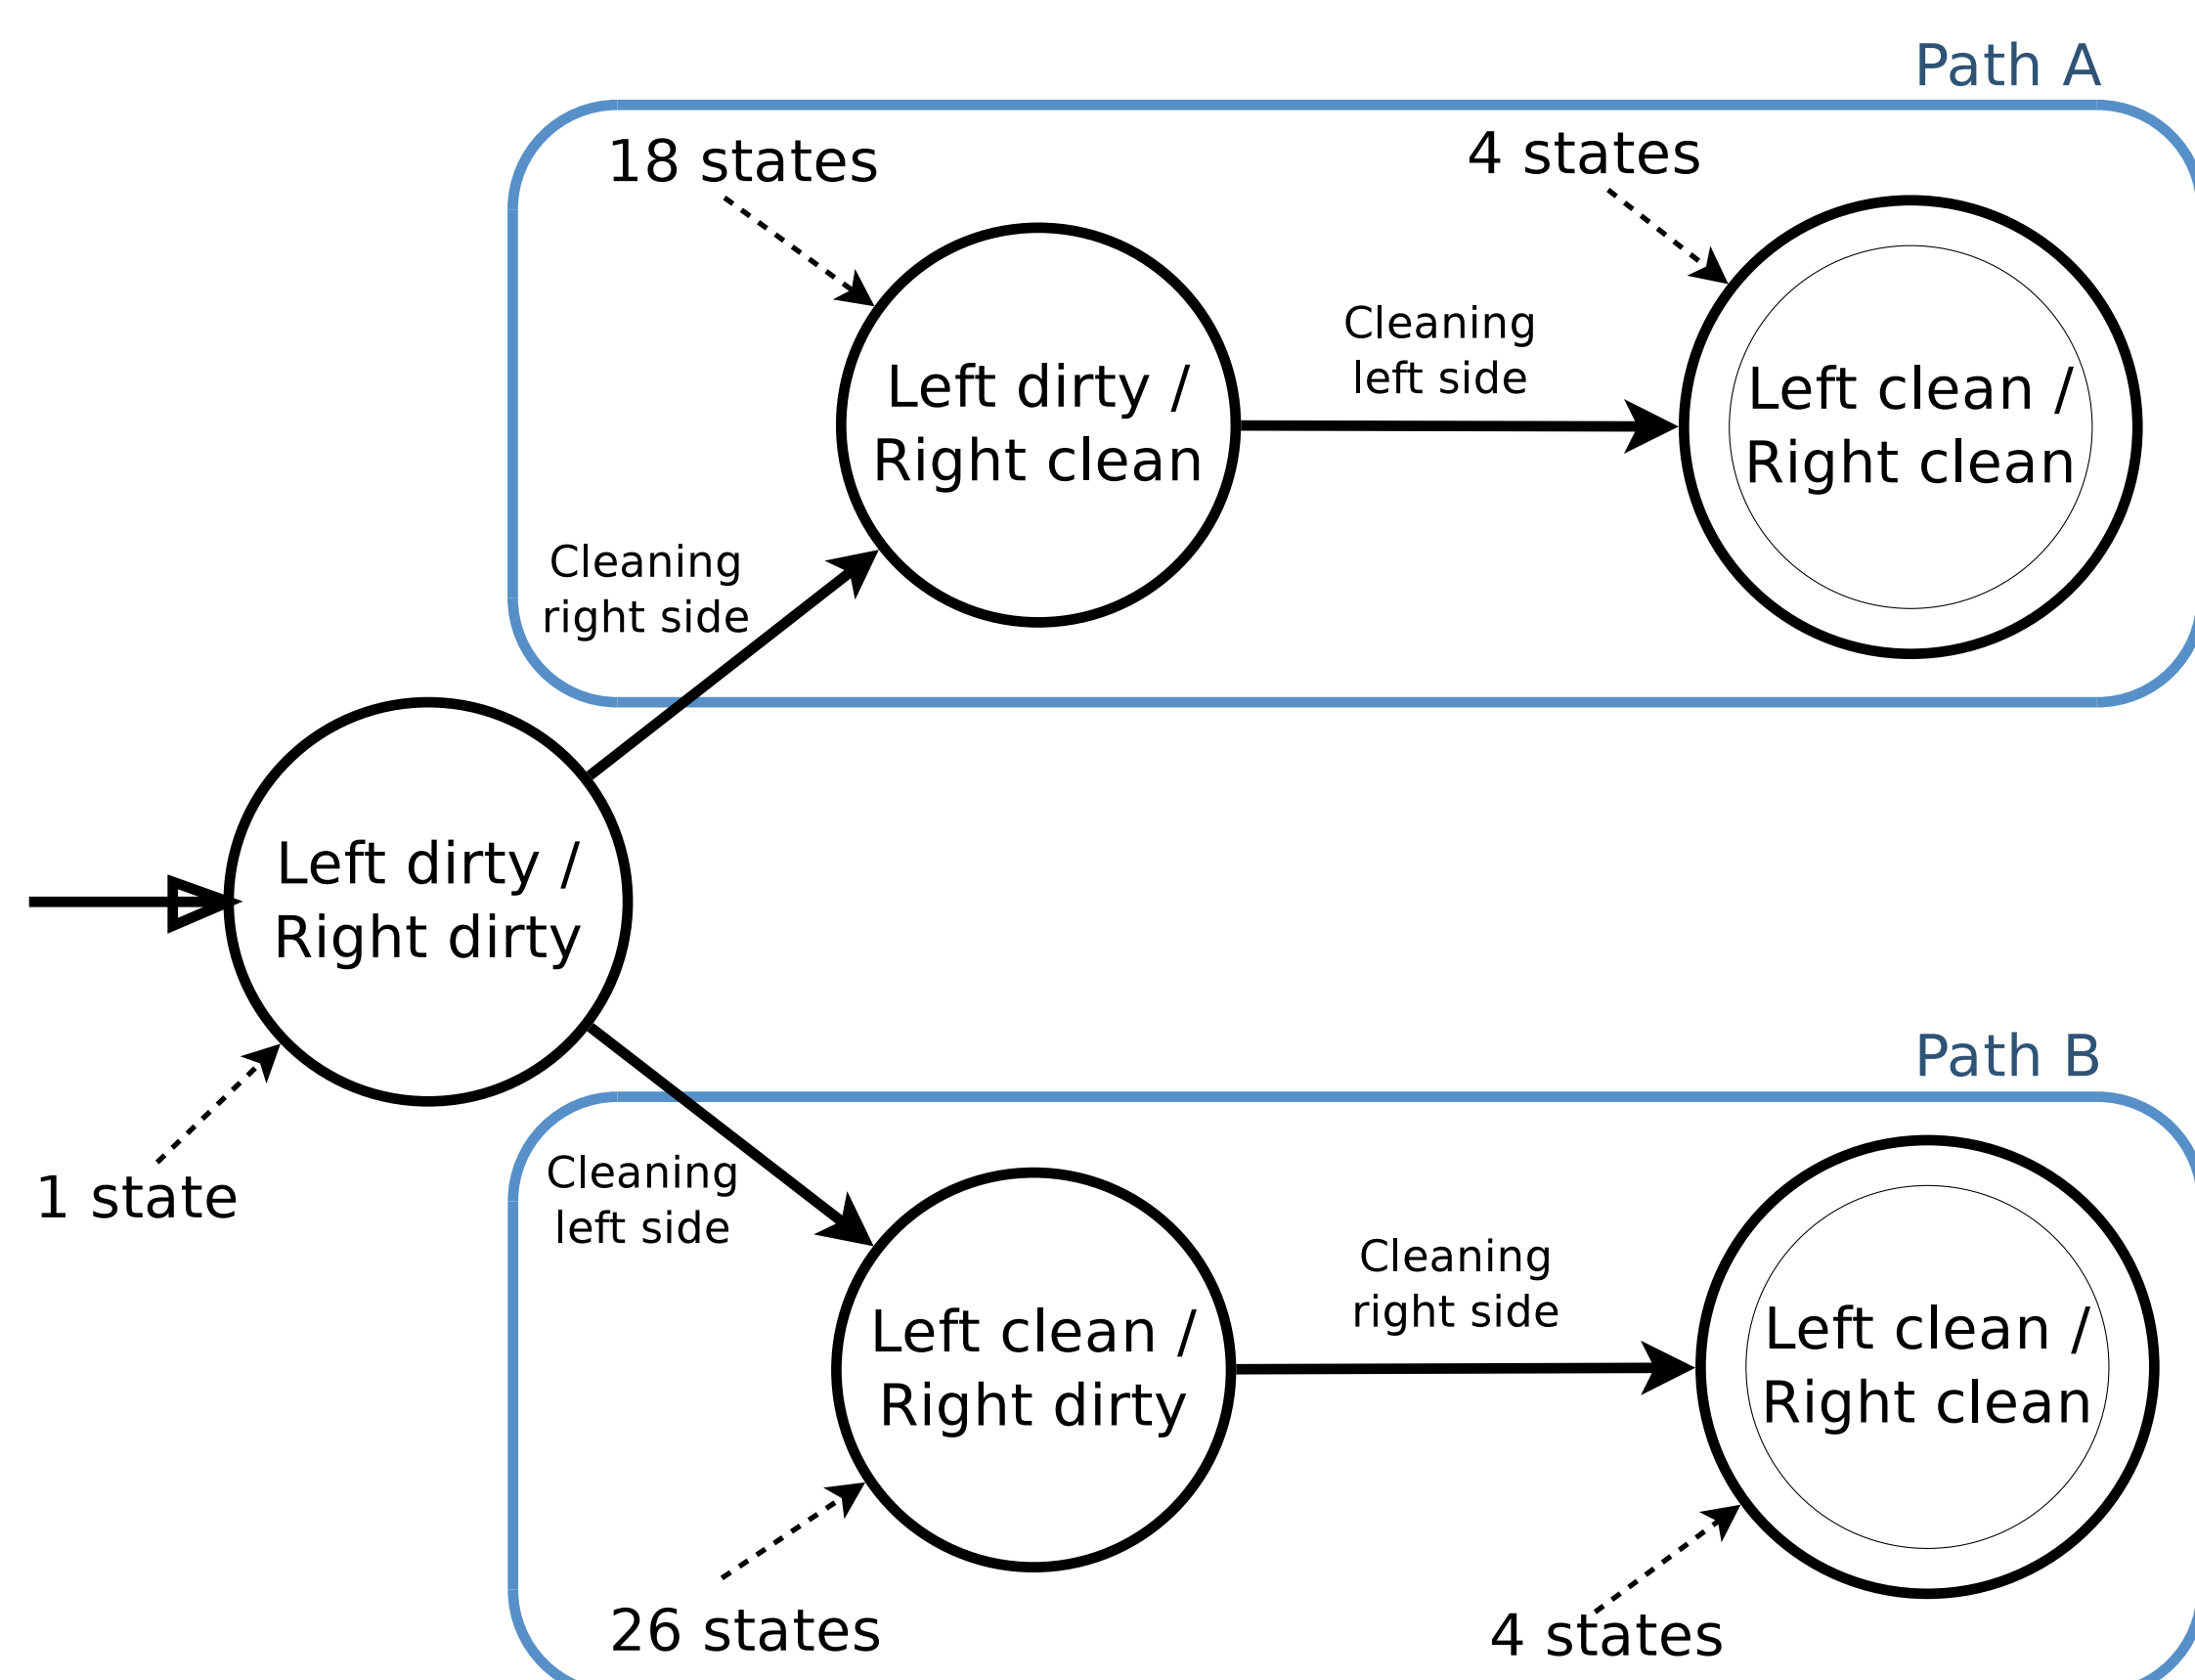 Path A
18 states
4 states
Cleaning
left side
Left dirty /
Right clean
Left clean /
Right clean
Cleaning
right side
Left dirty /
Right dirty
1 state
Path B
Cleaning
left side
Cleaning
right side
Left clean /
Right dirty
Left clean /
Right clean
26 states
4 states